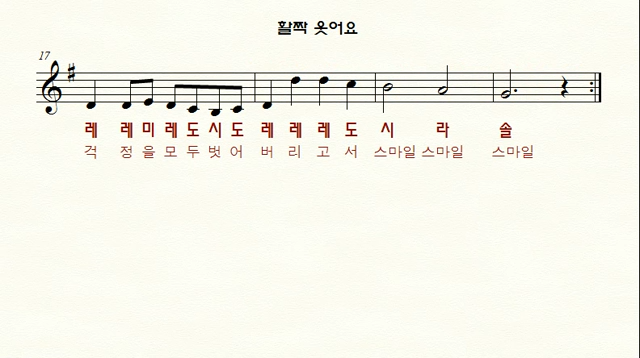 활짝 웃어요
17
레 레 미 레 도 시 도 레 레 레 도 시 라 솔
걱 정 을 모 두 벗 어 버 리 고 서 스마일 스마일 스마일